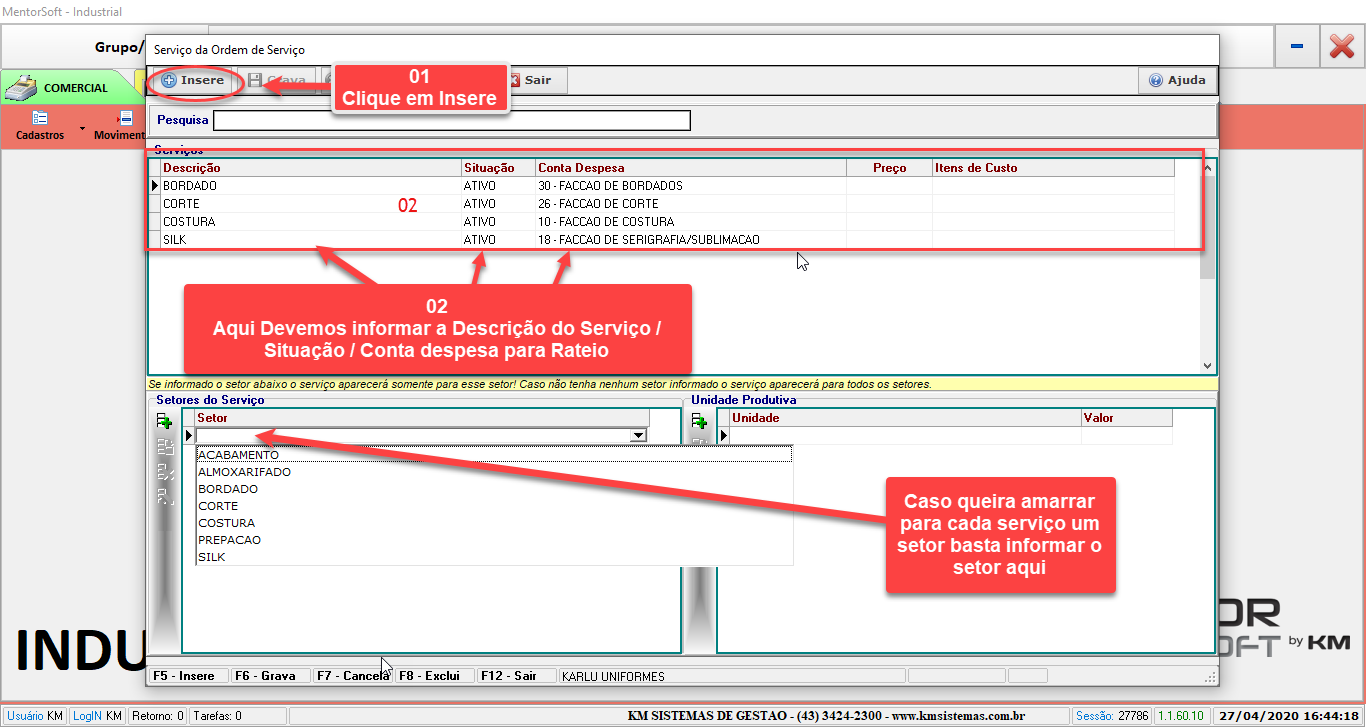 MentorSoft - Industrial
Grupo/
Serviço da Ordem de Serviço
COMERCIAL
Cadastros
Moviment
Insere
Grava
Sair
Ajuda
01
Clique em Insere
Pesquisa
Serviços
Descrição Situação Conta Despesa Preço Itens de Custo
BORDADO ATIVO 30 - FACCAO DE BORDADOS
CORTE ATIVO 26 - FACCAO DE CORTE
COSTURA ATIVO 10 - FACCAO DE COSTURA
SILK ATIVO 18 - FACCAO DE SERIGRAFIA/SUBLIMACAO
02
02
Aqui Devemos informar a Descrição do Serviço /
Situação / Conta despesa para Rateio
Se informado o setor abaixo o serviço aparecerá somente para esse setor! Caso não tenha nenhum setor informado o serviço aparecerá para todos os setores.
Setores do Serviço
Setor
ACABAMENTO
ALMOXARIFADO
BORDADO
CORTE
COSTURA
PREPACAO
SILK
Unidade Produtiva
Unidade Valor
Caso queira amarrar
para cada serviço um
setor basta informar o
setor aqui
INDU
OR
OFT by KM
F5 - Insere F6 - Grava F7 - Cancela F8 - Exclui F12 - Sair KARLU UNIFORMES
Usuário KM LogIN KM Retorno: 0 Tarefas: 0 KM SISTEMAS DE GESTAO - (43) 3424-2300 - www.kmsistemas.com.br Sessão: 27786 1.1.60.10 27/04/2020 16:44:18